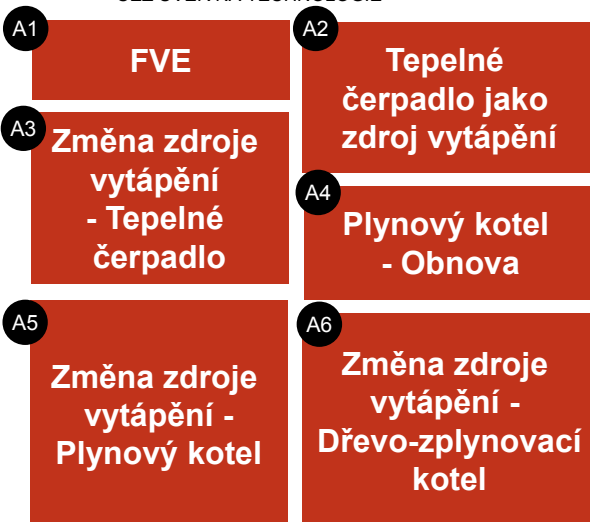 A1
FVE
A2
Tepelné
čerpadlo jako
zdroj vytápění
A3
Změna zdroje
vytápění
- Tepelné
čerpadlo
A4
Plynový kotel
- Obnova
A5
Změna zdroje
vytápění -
Plynový kotel
A6
Změna zdroje
vytápění -
Dřevo-zplynovací
kotel